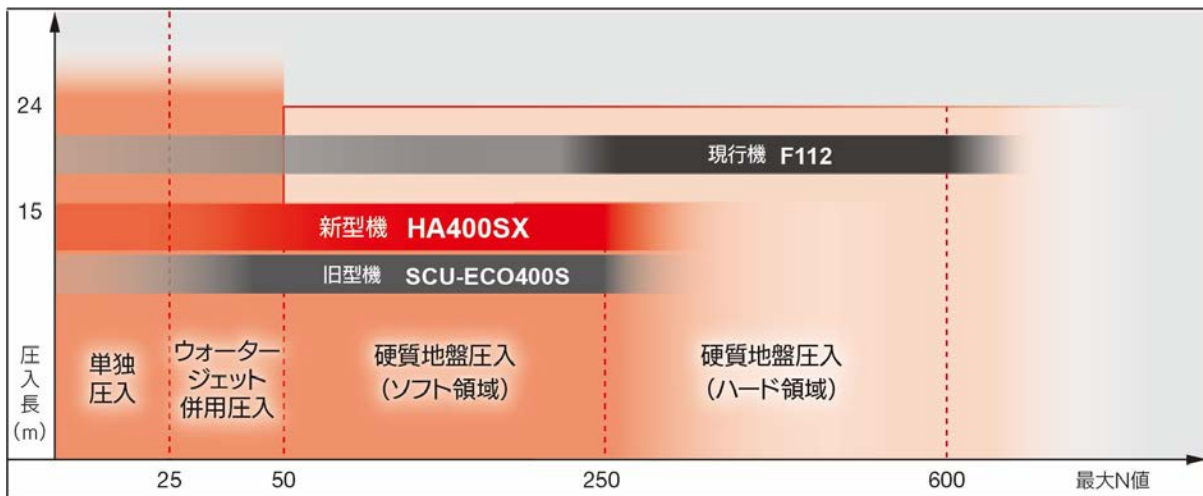 24
現行機 F112
15
新型機 HA400SX
旧型機 SCU-ECO400S
圧入長
(m)
単独
圧入
ウォーター
ジェット
併用圧入
硬質地盤圧入
(ソフト領域)
硬質地盤圧入
(ハード領域)
25
50
250
600
最大N値